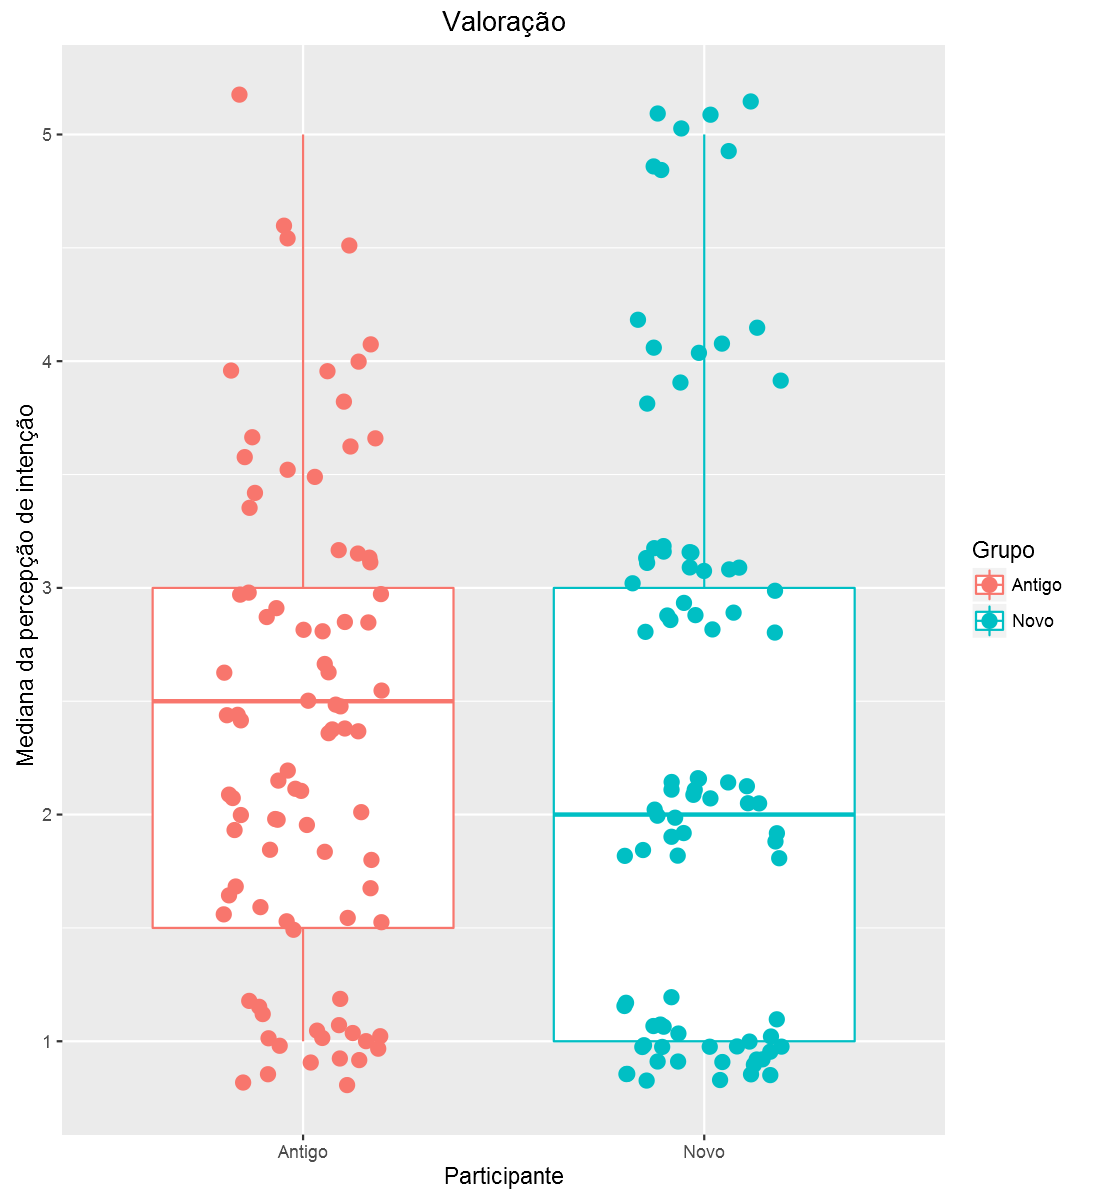 Valoração
Mediana da percepção de intenção
5
4
3
2
1
Antigo
Novo
Participante
Grupo
Antigo
Novo